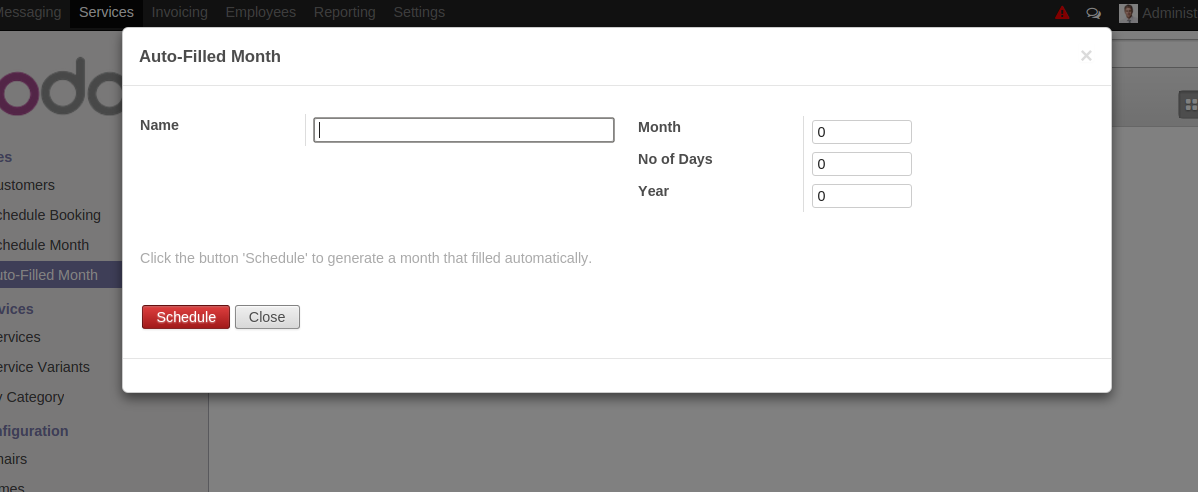 Messaging Services Invoicing Employees Reporting Settings Administ
Auto-Filled Month ×
odo
Name
Month 0
No of Days 0
Year 0
es
ustomers
chedule Booking
chedule Month
uto-Filled Month
vices
ervices
ervice Variants
y Category
nfiguration
hairs
mes
Click the button 'Schedule' to generate a month that filled automatically.
Schedule Close